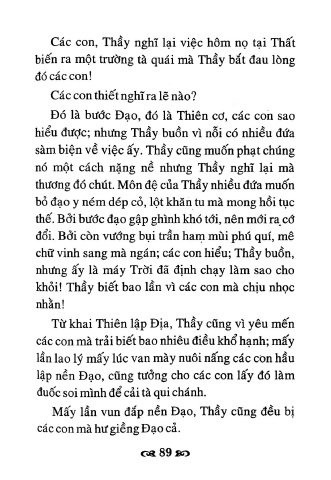 Các con, Thầy nghĩ lại việc hôm nọ tại Thất
biến ra một trường tà quái mà Thầy bắt đau lòng
đó các con!
Các con thiết nghĩ ra lẽ nào?
Đó là bước Đạo, đó là Thiên cơ, các con sao
hiểu được; nhưng Thầy buồn vì nỗi có nhiều đứa
sàm biện về việc ấy. Thầy cũng muốn phạt chúng
nó một cách nặng nề nhưng Thầy nghĩ lại mà
thương đó chút. Môn đệ của Thầy nhiều đứa muốn
bỏ đạo y ném dép cỏ, lột khăn tu mà mong hồi tục
thế. Bởi bước đạo gập ghình khó tới, nên mới ra cớ
đổi. Bởi còn vướng bụi trần ham mùi phú quí, mê
chữ vinh sang mà ngán; các con hiểu; Thầy buồn,
nhưng ấy là máy Trời đã định chạy làm sao cho
khỏi! Thầy biết bao lần vì các con mà chịu nhọc
nhằn!
Từ khai Thiên lập Địa, Thầy cũng vì yêu mến
các con mà trải biết bao nhiêu điều khổ hạnh; mấy
lần lao lý mấy lúc van mày nuôi nấng các con hầu
lập nền Đạo, cũng tưởng cho các con lấy đó làm
đuốc soi mình để cải tà qui chánh.
Mấy lần vun đắp nền Đạo, Thầy cũng đều bị
các con mà hư giềng Đạo cả.
89